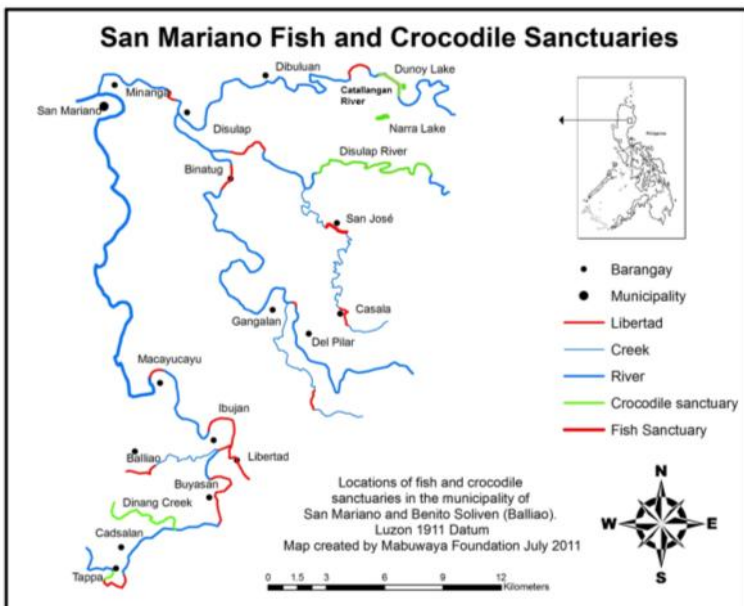 San Mariano Fish and Crocodile Sanctuaries
Dibuluan
Dunoy Lake
Minanga
Catallangan
River
San Mariano
Narra Lake
Disulap
Disulap River
Binatug
San José
Gangalan
Casala
Del Pilar
Macayucayu
Ibujan
Balliao
Libertad
Buyasan
Dinang Creek
Cadsalan
Tappa
Philippines
Barangay
Municipality
Libertad
Creek
River
Crocodile sanctuary
Fish Sanctuary
Locations of fish and crocodile
sanctuaries in the municipality of
San Mariano and Benito Soliven (Balliao).
Luzon 1911 Datum
Map created by Mabuwaya Foundation July 2011
0 1.5 3 6 9 12
Kilometers
N
W E
S